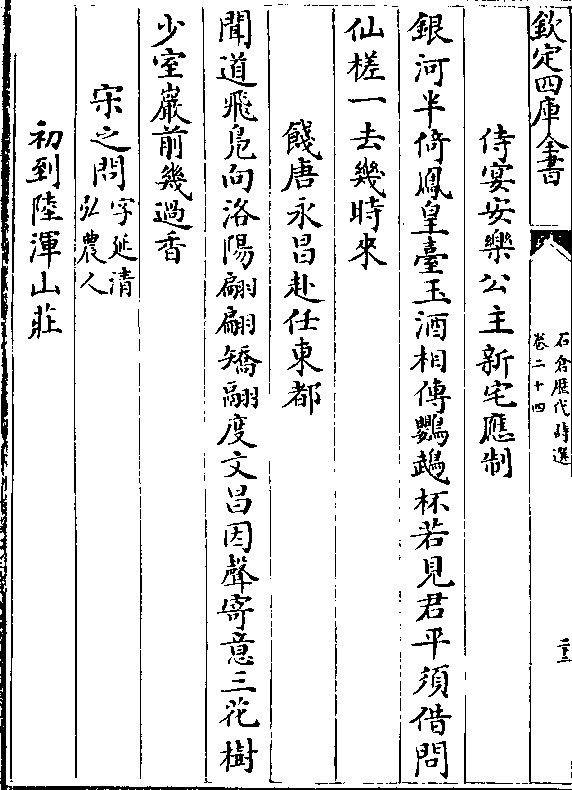 欽定四庫全書
石倉歷代詩選
卷二十四
二三
侍宴安樂公主新宅應制
銀河半倚鳳皇臺玉酒相傳鸚鵡杯若見君平須借問
仙槎一去幾時來
餞唐永昌赴任東都
聞道飛鳬向洛陽翩翩矯翮度文昌因聲寄意三花樹
少室巖前幾過香
宋之問
字延清
弘農人
初到陸渾山莊